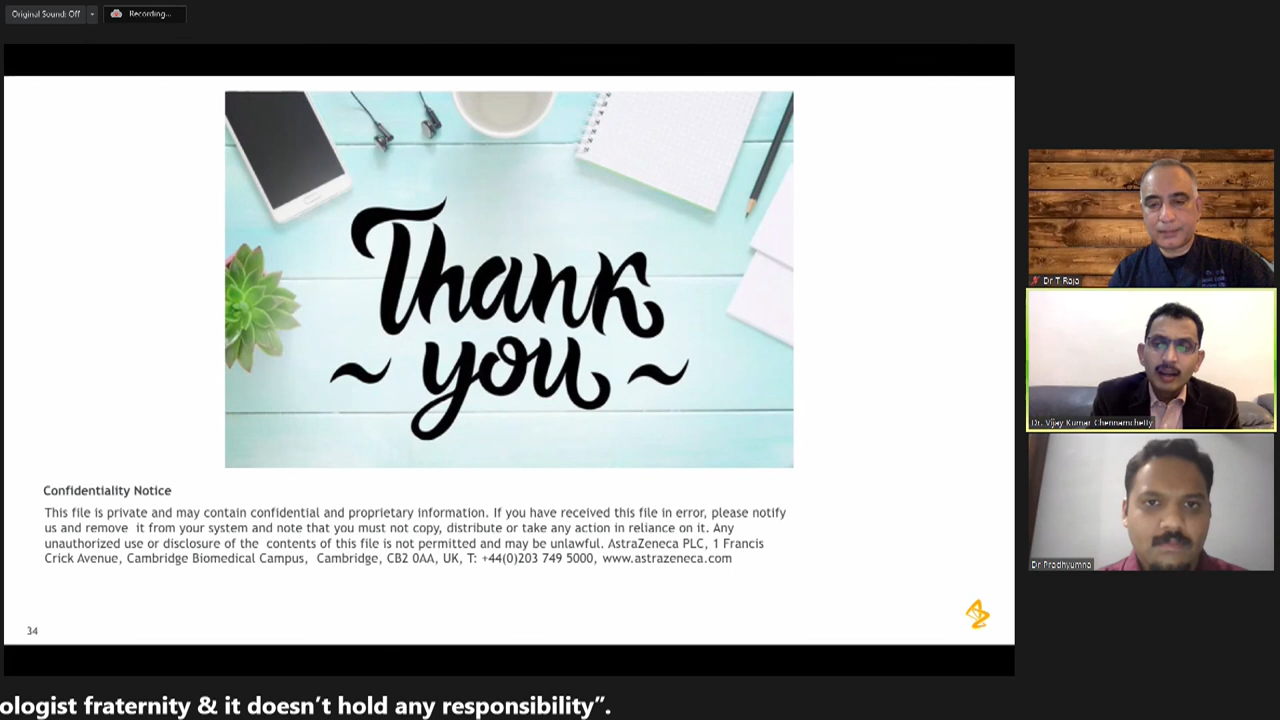 Original Sound: Off
Recording...
Thank
~ you ~
Confidentiality Notice
This file is private and may contain confidential and proprietary information. If you have received this file in error, please notify
us and remove it from your system and note that you must not copy, distribute or take any action in reliance on it. Any
unauthorized use or disclosure of the contents of this file is not permitted and may be unlawful. AstraZeneca PLC, 1 Francis
Crick Avenue, Cambridge Biomedical Campus, Cambridge, CB2 0AA, UK, T: +44(0)203 749 5000, www.astrazeneca.com
34
Dr T Raja
Dr. Vijay Kumar Chennamchetty
Dr Pradhyumna
ologist fraternity & it doesn't hold any responsibility”.